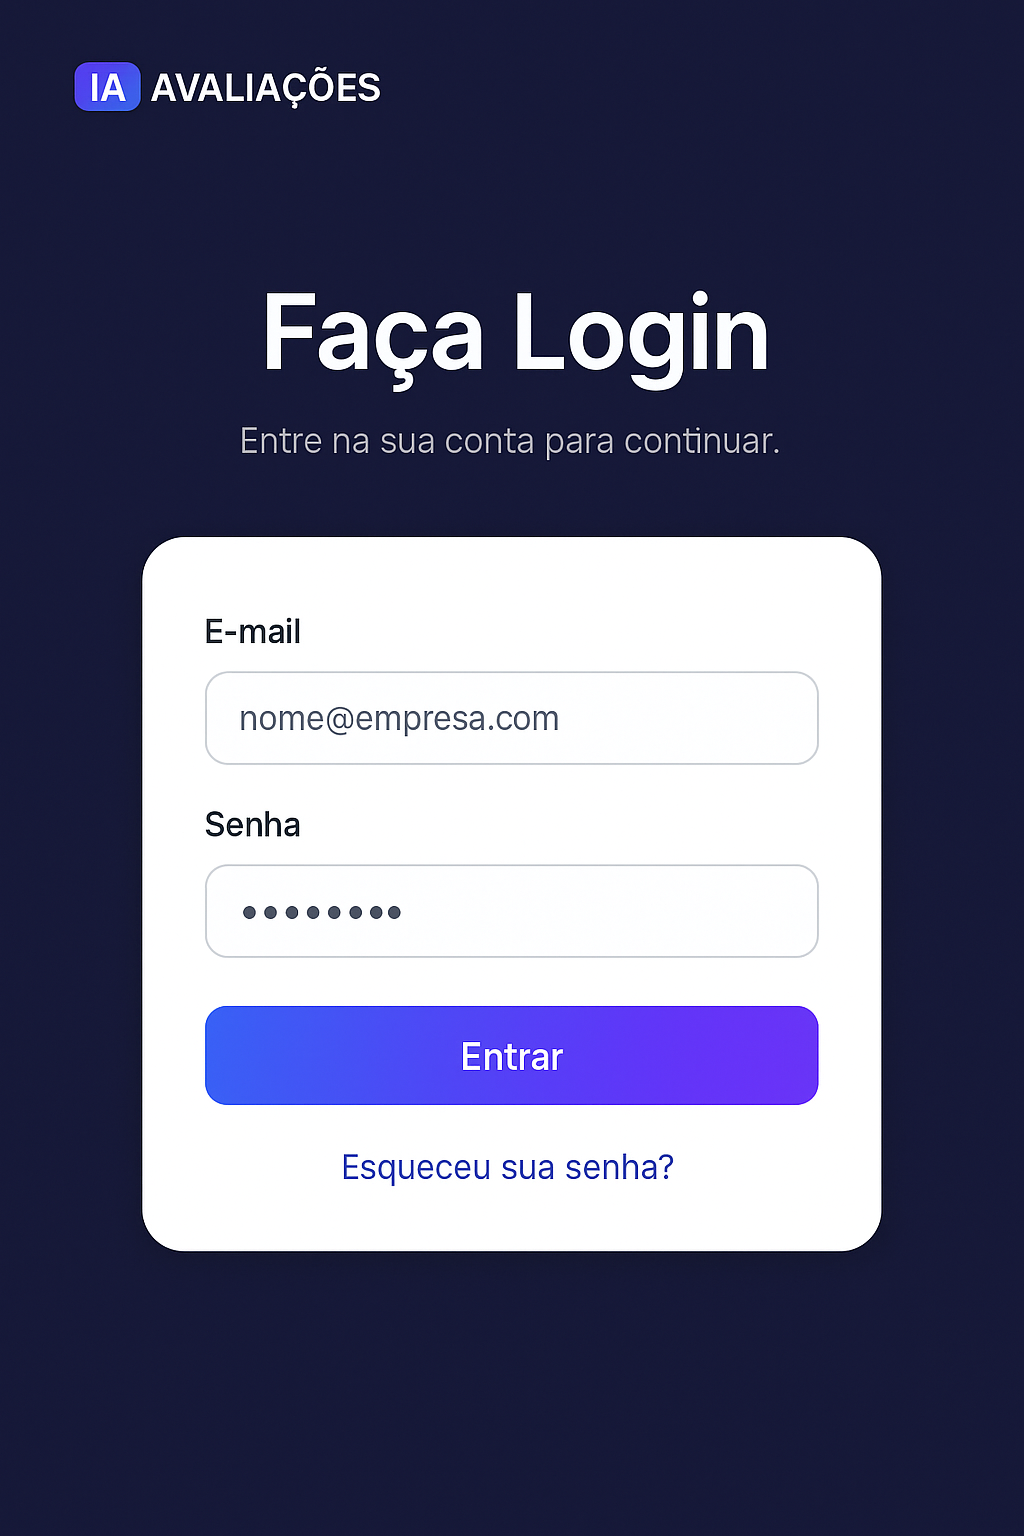 IA AVALIAÇÕES
Faça Login
Entre na sua conta para continuar.
E-mail
nome@empresa.com
Senha
••••••••
Entrar
Esqueceu sua senha?